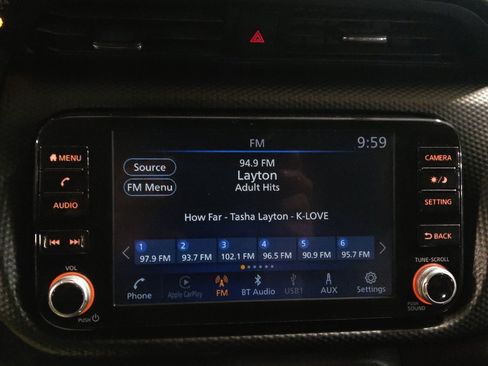 FM
9:59
MENU
AUDIO
VOL
PUSH
Source
FM Menu
94.9 FM
Layton
Adult Hits
How Far - Tasha Layton - K-LOVE
1 2 3 4 5 6
97.9 FM 93.7 FM 102.1 FM 96.5 FM 90.9 FM 95.7 FM
Phone Apple CarPlay FM BT Audio USB1 AUX Settings
CAMERA
SETTING
BACK
TUNE-SCROLL
PUSH
SOUND